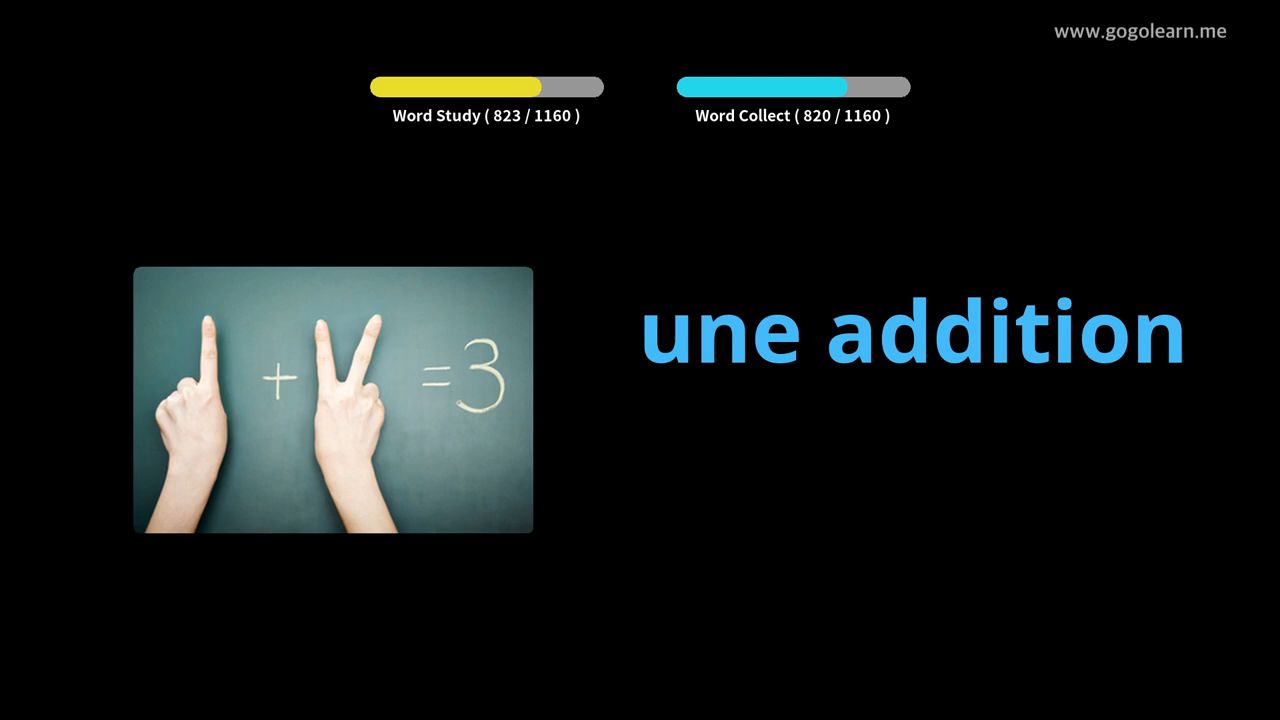 www.gogolearn.me
Word Study ( 823 / 1160 )
Word Collect ( 820 / 1160 )
+ = 3
une addition